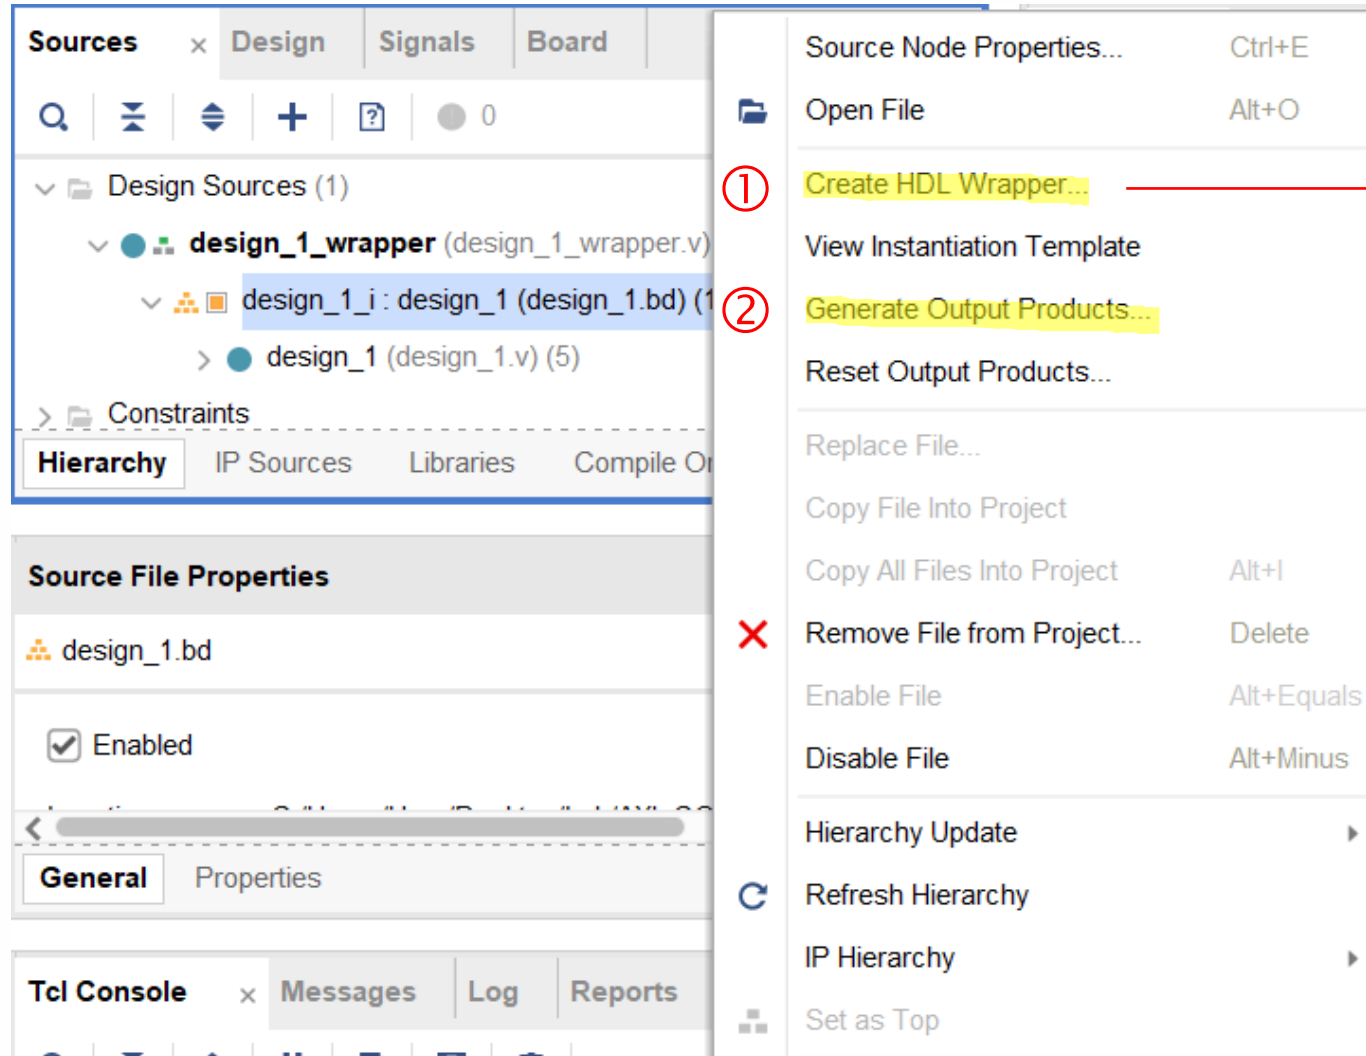 Sources × Design Signals Board
0
Design Sources (1)
design_1_wrapper (design_1_wrapper.v)
design_1_i : design_1 (design_1.bd) (1
design_1 (design_1.v) (5)
Constraints
Hierarchy IP Sources Libraries Compile Or
Source File Properties
design_1.bd
Enabled
General Properties
Tcl Console × Messages Log Reports
Source Node Properties... Ctrl+E
Open File Alt+O
① Create HDL Wrapper...
View Instantiation Template
② Generate Output Products...
Reset Output Products...
Replace File...
Copy File Into Project
Copy All Files Into Project Alt+I
Remove File from Project... Delete
Enable File Alt+Equals
Disable File Alt+Minus
Hierarchy Update
Refresh Hierarchy
IP Hierarchy
Set as Top